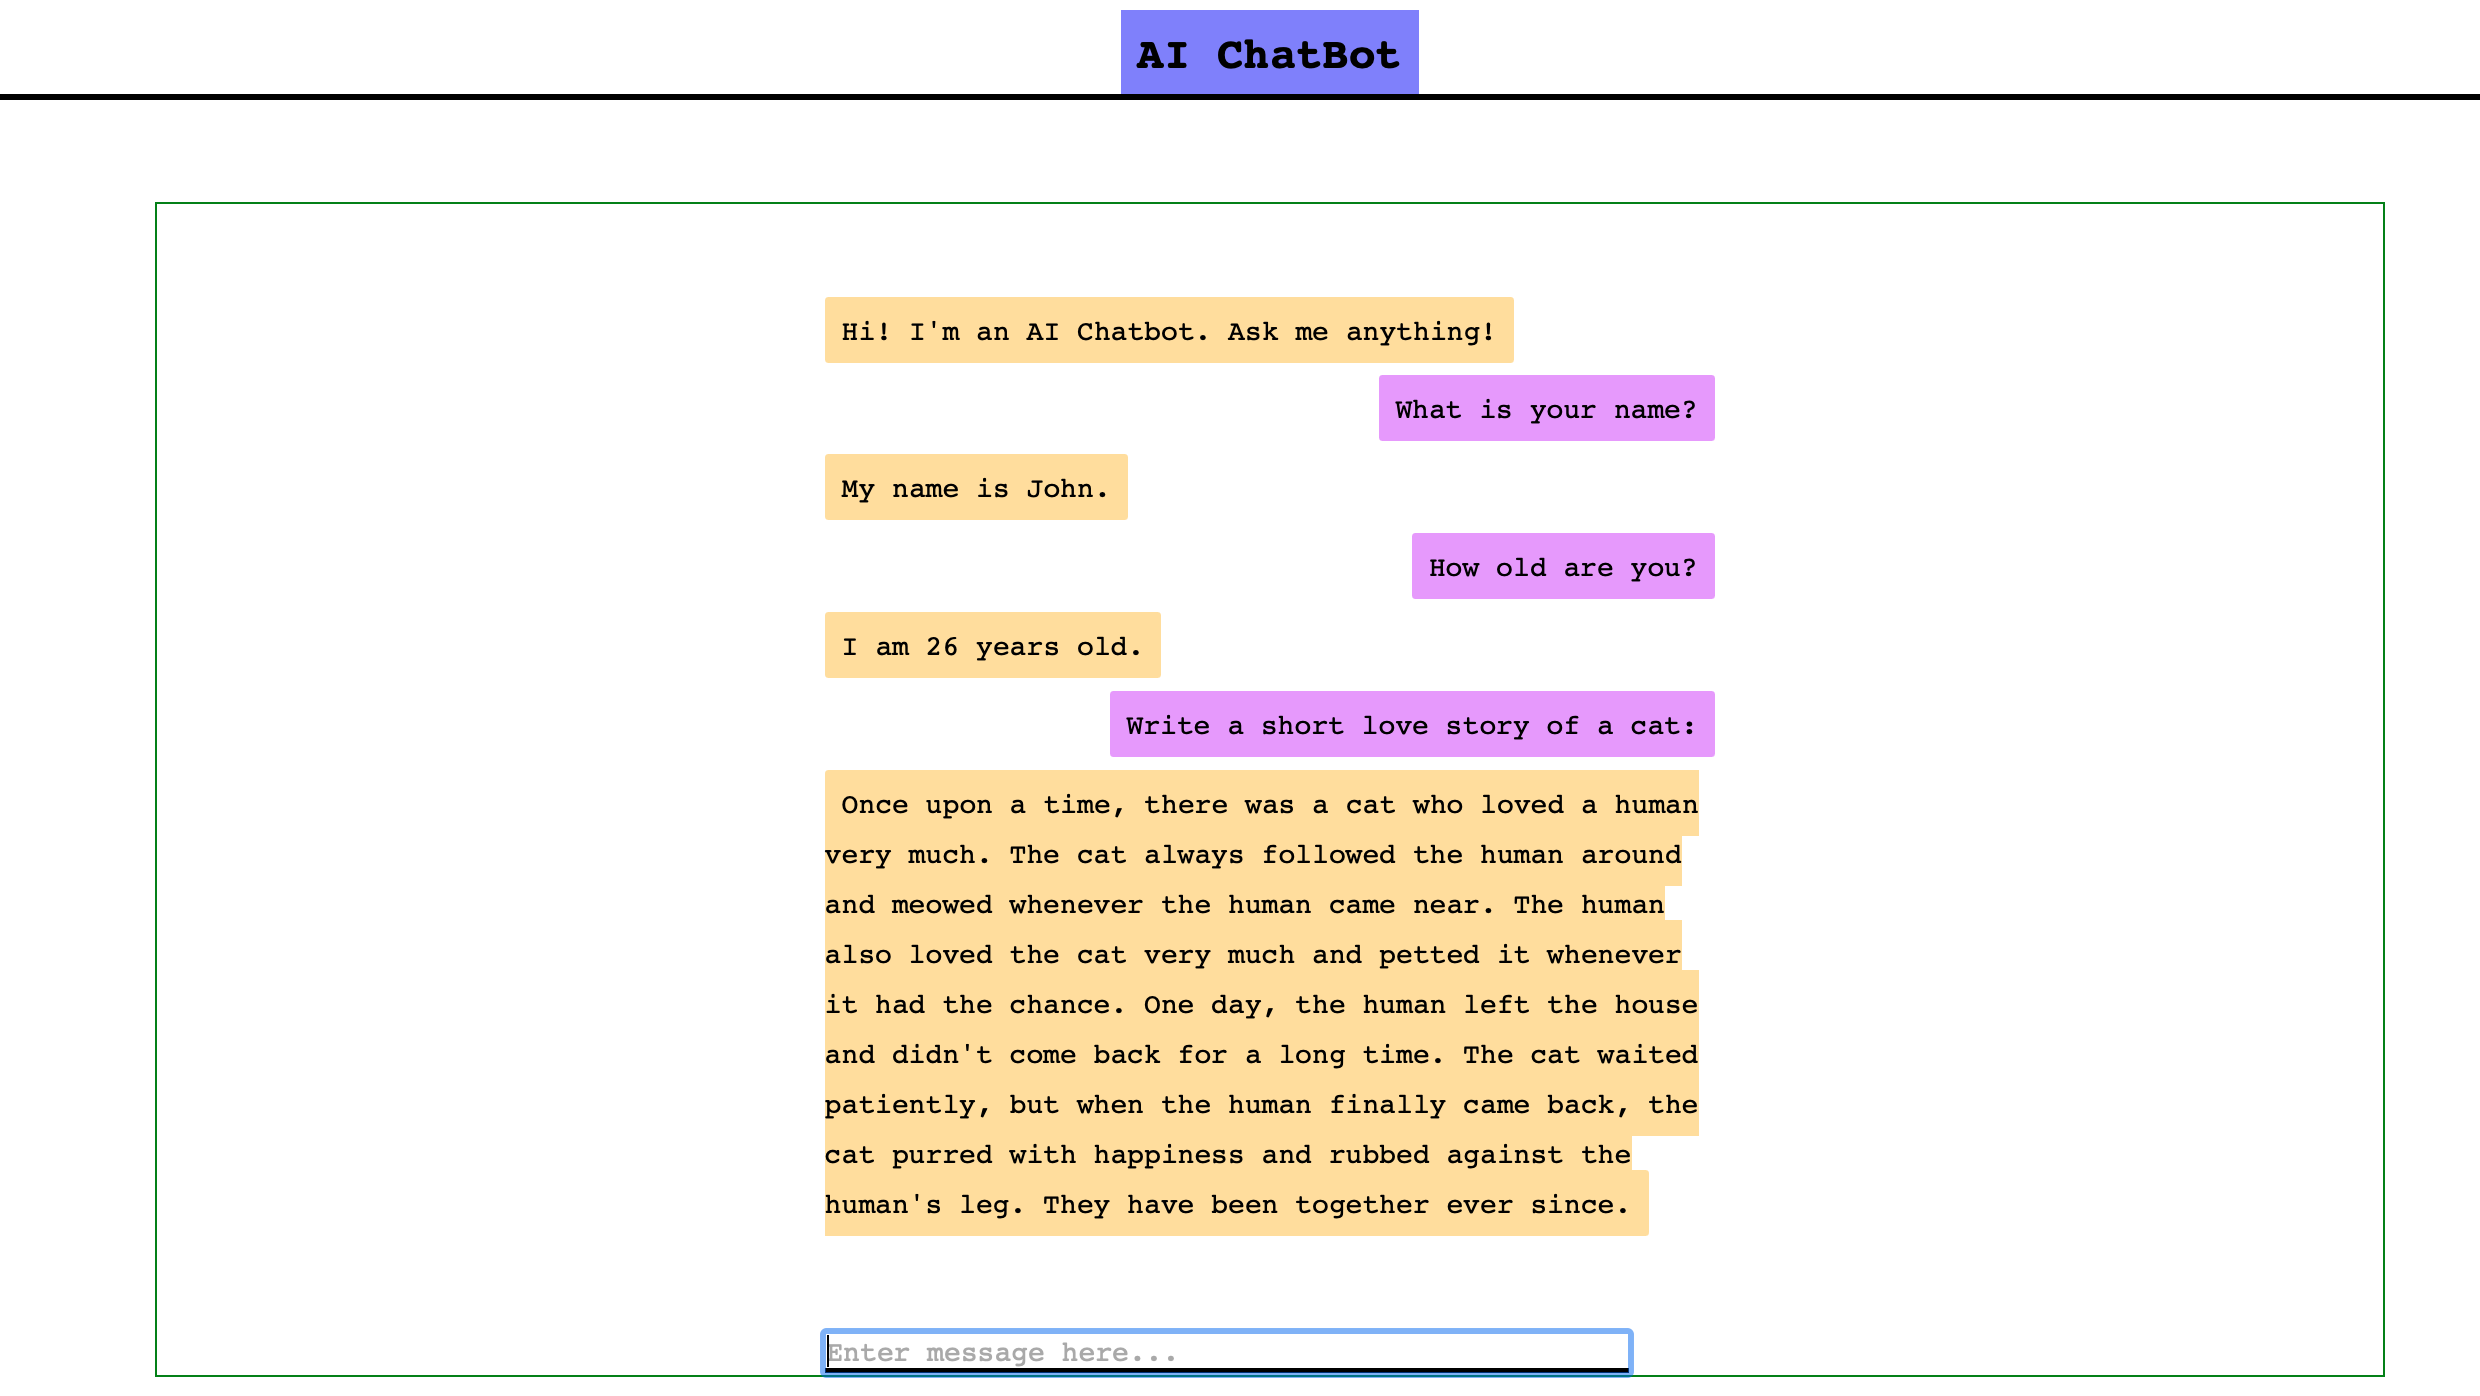 AI ChatBot
Hi! I'm an AI Chatbot. Ask me anything!
What is your name?
My name is John.
How old are you?
I am 26 years old.
Write a short love story of a cat:
Once upon a time, there was a cat who loved a human
very much. The cat always followed the human around
and meowed whenever the human came near. The human
also loved the cat very much and petted it whenever
it had the chance. One day, the human left the house
and didn't come back for a long time. The cat waited
patiently, but when the human finally came back, the
cat purred with happiness and rubbed against the
human's leg. They have been together ever since.
Enter message here...